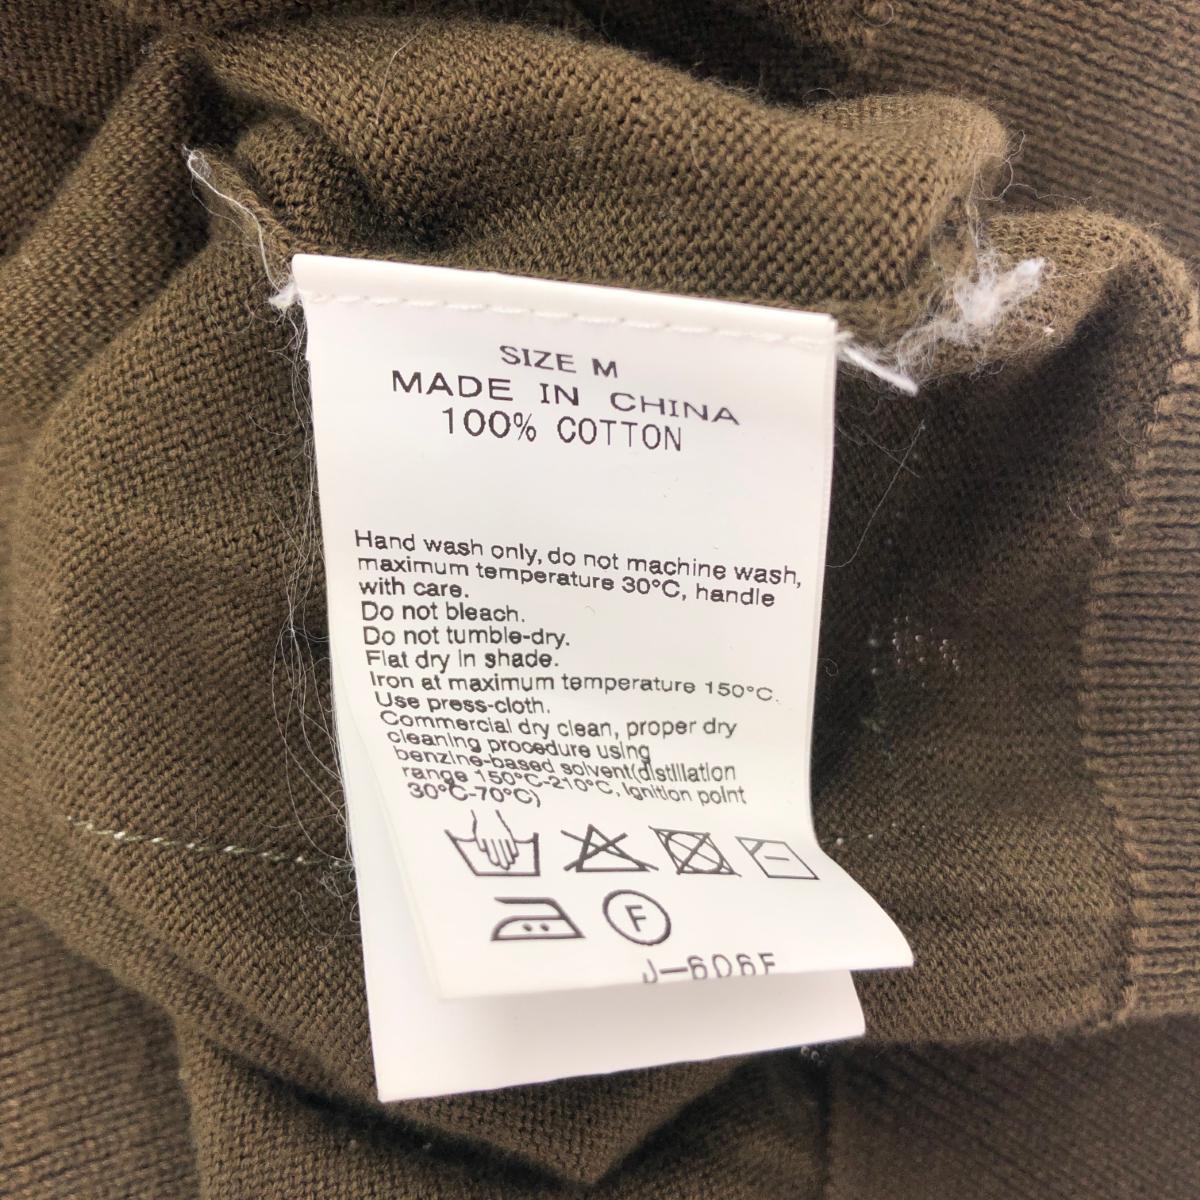 SIZE M
MADE IN CHINA
100% COTTON
Hand wash only, do not machine wash,
maximum temperature 30°C, handle
with care.
Do not bleach.
Do not tumble-dry.
Flat dry in shade.
Iron at maximum temperature 150°C.
Use press-cloth.
Commercial dry clean, proper dry
cleaning procedure using
benzine-based solvent(distillation
range 150°C-210°C, Ignition point
30°C-70°C)
F
J-606F